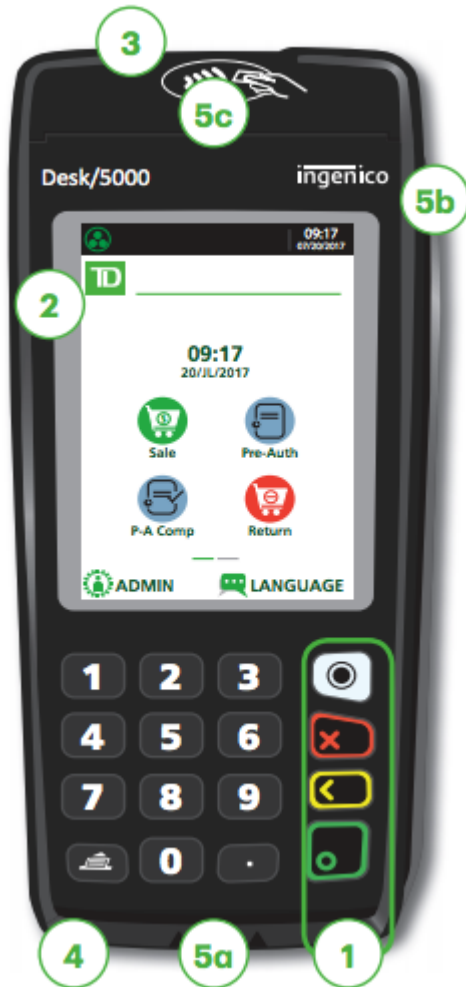 3
5c
Desk/5000
ingenico
5b
09:17
07/20/2017
TD
2
09:17
20/JL/2017
Sale
Pre-Auth
P-A Comp
Return
ADMIN
LANGUAGE
1 2 3
4 5 6
7 8 9
0 .
4
5a
1